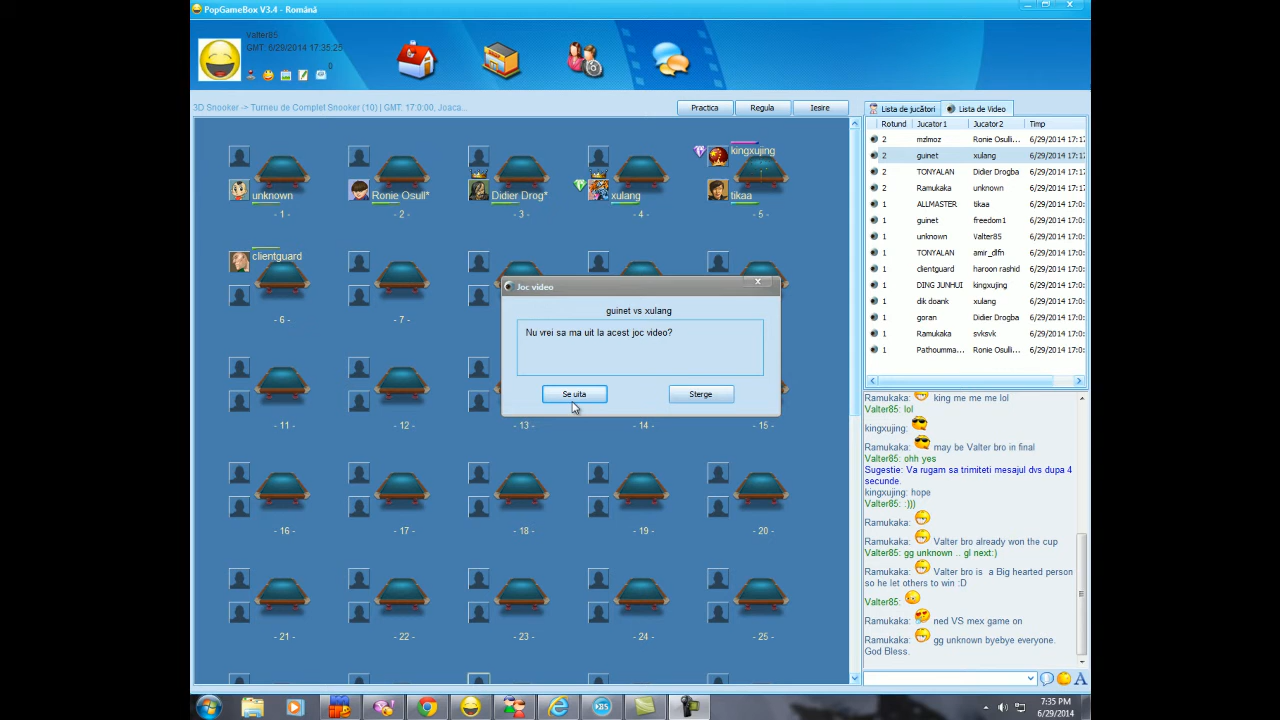 PopGameBox V3.4 - Română
Valter85
GMT: 6/29/2014 17:35:25
0
3D Snooker -> Turneu de Complet Snooker (10) | GMT: 17:0:00, Joaca...
Practica
Regula
Iesire
Lista de jucători
Lista de Video
Rotund Jucator1 Jucator2 Timp
2 mzlmoz Ronie Osulli... 6/29/2014 17:17
2 guinet xulang 6/29/2014 17:17
2 TONYALAN Didier Drogba 6/29/2014 17:17
2 Ramukaka unknown 6/29/2014 17:17
1 ALLMASTER tikaa 6/29/2014 17:0:
1 guinet freedom1 6/29/2014 17:0:
1 unknown Valter85 6/29/2014 17:0:
1 TONYALAN amir_dlfn 6/29/2014 17:0:
1 clientguard haroon rashid 6/29/2014 17:0:
1 DING JUNHUI kingxujing 6/29/2014 17:0:
1 dik doank xulang 6/29/2014 17:0:
1 goran Didier Drogba 6/29/2014 17:0:
1 Ramukaka svksvk 6/29/2014 17:0:
1 Pathoumma... Ronie Osull... 6/29/2014 17:0:
kingxujing
unknown
Ronie Osull*
Didier Drog*
xulang
tikaa
- 1 -
- 2 -
- 3 -
- 4 -
- 5 -
clientguard
- 6 -
- 7 -
Joc video
guinet vs xulang
Nu vrei sa ma uit la acest joc video?
Se uita
Sterge
- 11 -
- 12 -
- 13 -
- 14 -
- 15 -
- 16 -
- 17 -
- 18 -
- 19 -
- 20 -
- 21 -
- 22 -
- 23 -
- 24 -
- 25 -
Ramukaka: king me me me lol
Valter85: lol
kingxujing:
Ramukaka: may be Valter bro in final
Valter85: ohh yes
Sugestie: Va rugam sa trimiteti mesajul dvs dupa 4
secunde.
kingxujing: hope
Valter85: :)))
Ramukaka:
Ramukaka: Valter bro already won the cup
Valter85: gg unknown .. gl next:)
Ramukaka: Valter bro is a Big hearted person
so he let others to win :D
Valter85:
Ramukaka: ned VS mex game on
Ramukaka: gg unknown byebye everyone.
God Bless.
A
BS
7:35 PM
6/29/2014